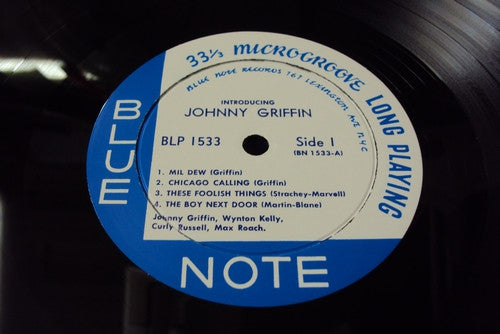 33⅓ MICROGROOVE LONG PLAYING
BLUE NOTE RECORDS 767 LEXINGTON AVE N.Y.C.
INTRODUCING
JOHNNY GRIFFIN
BLP 1533 Side 1
(BN 1533-A)
1. MIL DEW (Griffin)
2. CHICAGO CALLING (Griffin)
3. THESE FOOLISH THINGS (Strachey-Marvell)
4. THE BOY NEXT DOOR (Martin-Blane)
Johnny Griffin, Wynton Kelly,
Curly Russell, Max Roach.
BLUE
NOTE